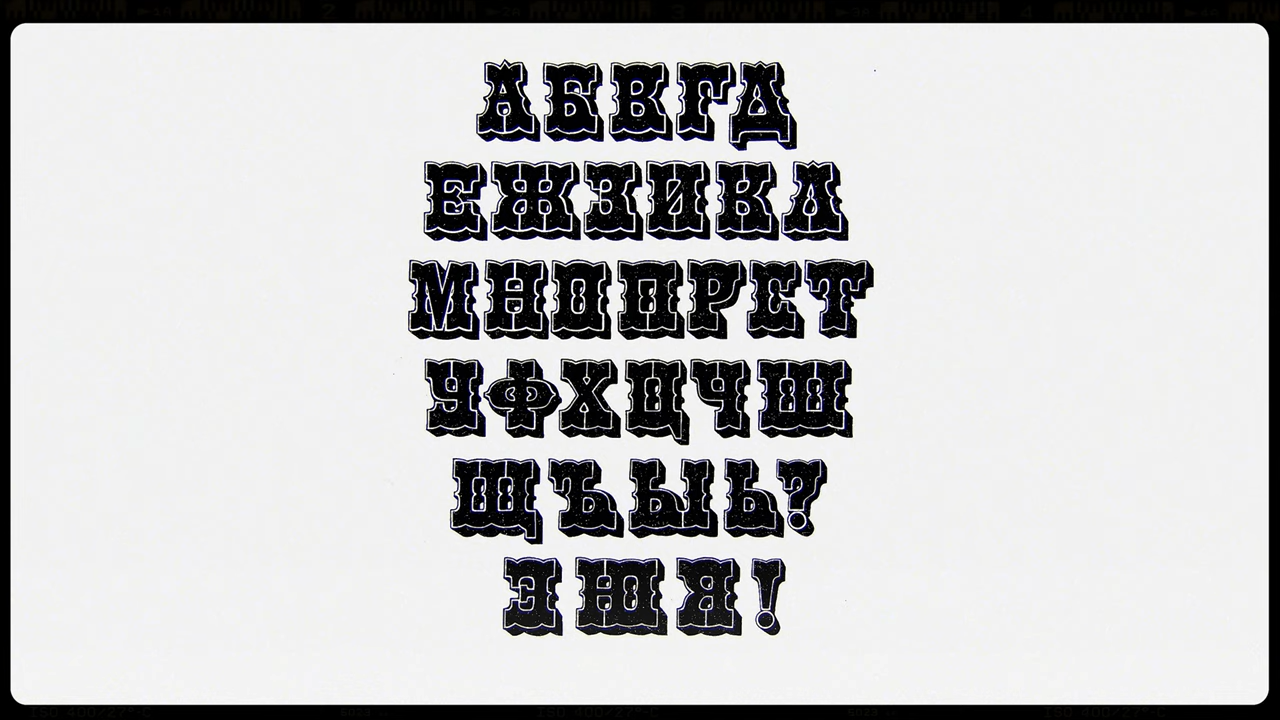 АБВГД
ЕЖЗИКЛ
МНОПРСТ
УФХЦЧШ
ЩЪЫЬ?
ЭЮЯ!